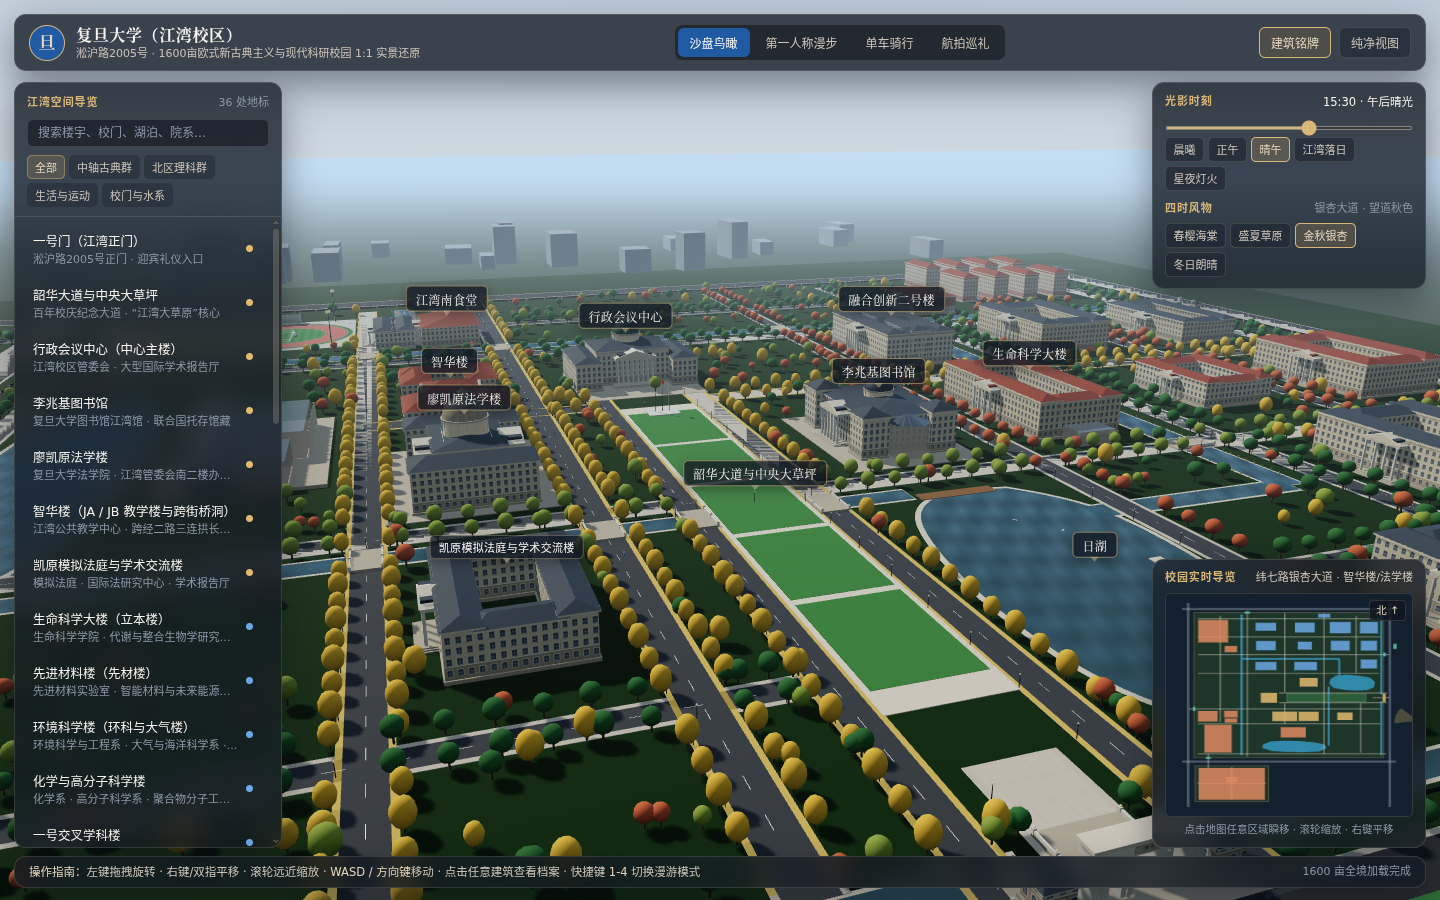 旦
复旦大学（江湾校区）
淞沪路2005号 · 1600亩欧式新古典主义与现代科研校园 1:1 实景还原
沙盘鸟瞰 第一人称漫步 单车骑行 航拍巡礼
建筑铭牌 纯净视图
江湾空间导览 36 处地标
搜索楼宇、校门、湖泊、院系...
全部 中轴古典群 北区理科群
生活与运动 校门与水系
一号门（江湾正门）
淞沪路2005号正门 · 迎宾礼仪入口
韶华大道与中央大草坪
百年校庆纪念大道 · “江湾大草原”核心
行政会议中心（中心主楼）
江湾校区管委会 · 大型国际学术报告厅
李兆基图书馆
复旦大学图书馆江湾馆 · 联合国托存馆藏
廖凯原法学楼
复旦大学法学院 · 江湾管委会南二楼办...
智华楼（JA / JB 教学楼与跨街桥洞）
江湾公共教学中心 · 跨经二路三连拱长...
凯原模拟法庭与学术交流楼
模拟法庭 · 国际法研究中心 · 学术报告厅
生命科学大楼（立本楼）
生命科学学院 · 代谢与整合生物学研究...
先进材料楼（先材楼）
先进材料实验室 · 智能材料与未来能源...
环境科学楼（环科与大气楼）
环境科学与工程系 · 大气与海洋科学系 ·...
化学与高分子科学楼
化学系 · 高分子科学系 · 聚合物分子工...
一号交叉学科楼
江湾南食堂
行政会议中心
融合创新二号楼
智华楼
生命科学大楼
李兆基图书馆
廖凯原法学楼
韶华大道与中央大草坪
凯原模拟法庭与学术交流楼
日湖
光影时刻 15:30 · 午后晴光
晨曦 正午 晴午 江湾落日
星夜灯火
四时风物 银杏大道 · 望道秋色
春樱海棠 盛夏草原 金秋银杏
冬日朗晴
校园实时导览 纬七路银杏大道 · 智华楼/法学楼
北 ↑
点击地图任意区域瞬移 · 滚轮缩放 · 右键平移
操作指南：左键拖拽旋转 · 右键/双指平移 · 滚轮远近缩放 · WASD / 方向键移动 · 点击任意建筑查看档案 · 快捷键 1-4 切换漫游模式
1600 亩全境加载完成